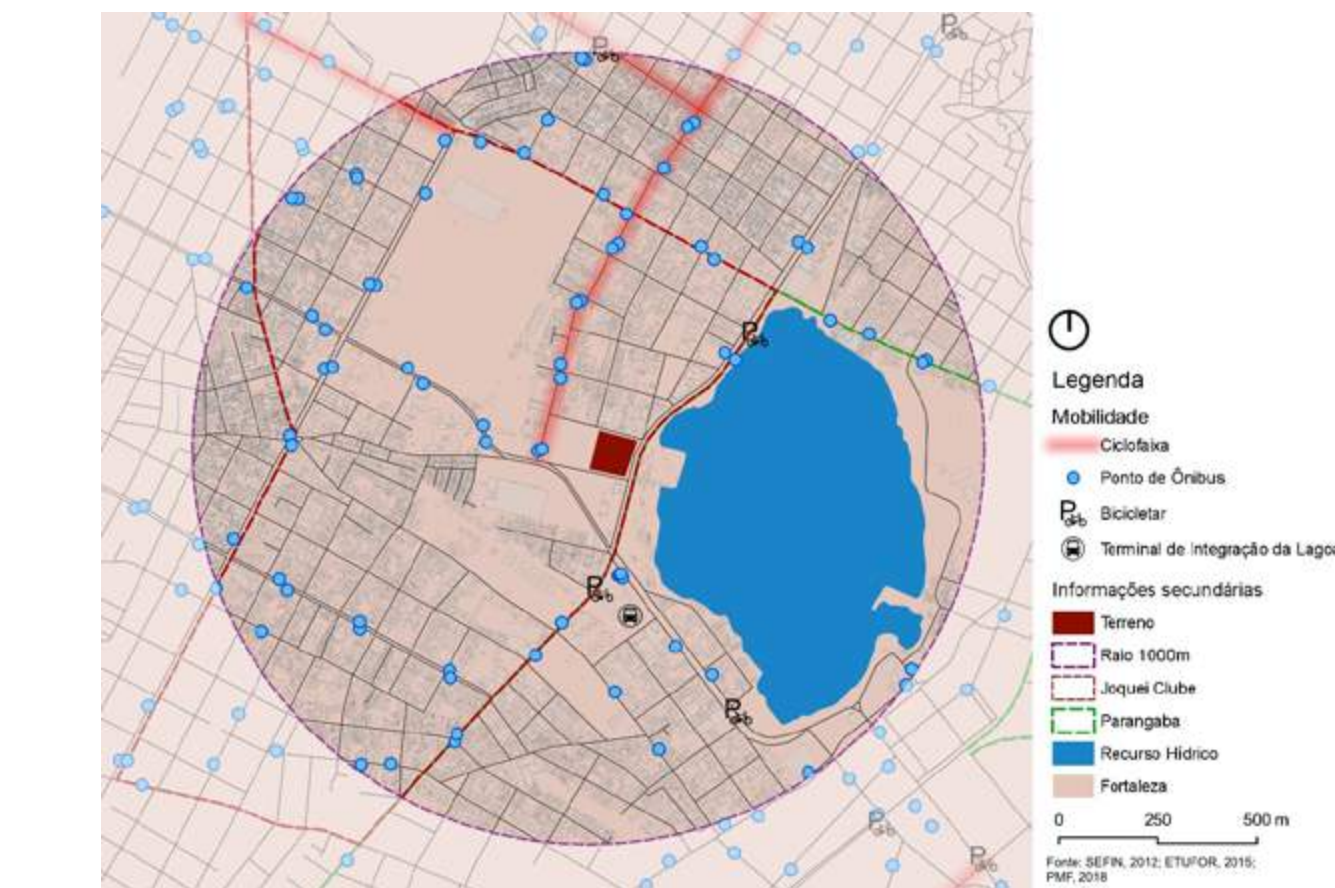 Legenda
Mobilidade
Ciclofaixa
Ponto de Ônibus
Bicicletar
Terminal de Integração da Lagoa
Informações secundárias
Terreno
Raio 1000m
Joquei Clube
Parangaba
Recurso Hídrico
Fortaleza
0 250 500 m
Fonte: SEFIN, 2012; ETUFOR, 2015;
PMF, 2018